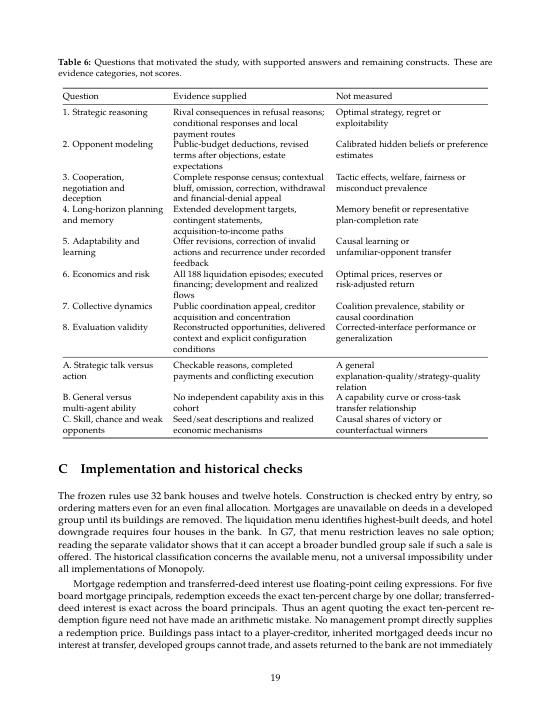 Table 6: Questions that motivated the study, with supported answers and remaining constructs. These are
evidence categories, not scores.
Question Evidence supplied Not measured
1. Strategic reasoning Rival consequences in refusal reasons; Optimal strategy, regret or
conditional responses and local exploitability
payment routes
2. Opponent modeling Public-budget deductions, revised Calibrated hidden beliefs or preference
terms after objections, estate estimates
expectations
3. Cooperation, Complete response census; contextual Tactic effects, welfare, fairness or
negotiation and bluff, omission, correction, withdrawal misconduct prevalence
deception and financial-denial appeal
4. Long-horizon planning Extended development targets, Memory benefit or representative
and memory contingent statements, plan-completion rate
acquisition-to-income paths
5. Adaptability and Offer revisions, correction of invalid Causal learning or
learning actions and recurrence under recorded unfamiliar-opponent transfer
feedback
6. Economics and risk All 188 liquidation episodes; executed Optimal prices, reserves or
financing; development and realized risk-adjusted return
flows
7. Collective dynamics Public coordination appeal, creditor Coalition prevalence, stability or
acquisition and concentration causal coordination
8. Evaluation validity Reconstructed opportunities, delivered Corrected-interface performance or
context and explicit configuration generalization
conditions
A. Strategic talk versus Checkable reasons, completed A general
action payments and conflicting execution explanation-quality/strategy-quality
relation
B. General versus No independent capability axis in this A capability curve or cross-task
multi-agent ability cohort transfer relationship
C. Skill, chance and weak Seed/seat descriptions and realized Causal shares of victory or
opponents economic mechanisms counterfactual winners
C Implementation and historical checks
The frozen rules use 32 bank houses and twelve hotels. Construction is checked entry by entry, so
ordering matters even for an even final allocation. Mortgages are unavailable on deeds in a developed
group until its buildings are removed. The liquidation menu identifies highest-built deeds, and hotel
downgrade requires four houses in the bank. In G7, that menu restriction leaves no sale option;
reading the separate validator shows that it can accept a broader bundled group sale if such a sale is
offered. The historical classification concerns the available menu, not a universal impossibility under
all implementations of Monopoly.
Mortgage redemption and transferred-deed interest use floating-point ceiling expressions. For five
board mortgage principals, redemption exceeds the exact ten-percent charge by one dollar; transferred-
deed interest is exact across the board principals. Thus an agent quoting the exact ten-percent re-
demption figure need not have made an arithmetic mistake. No management prompt directly supplies
a redemption price. Buildings pass intact to a player-creditor, inherited mortgaged deeds incur no
interest at transfer, developed groups cannot trade, and assets returned to the bank are not immediately
19